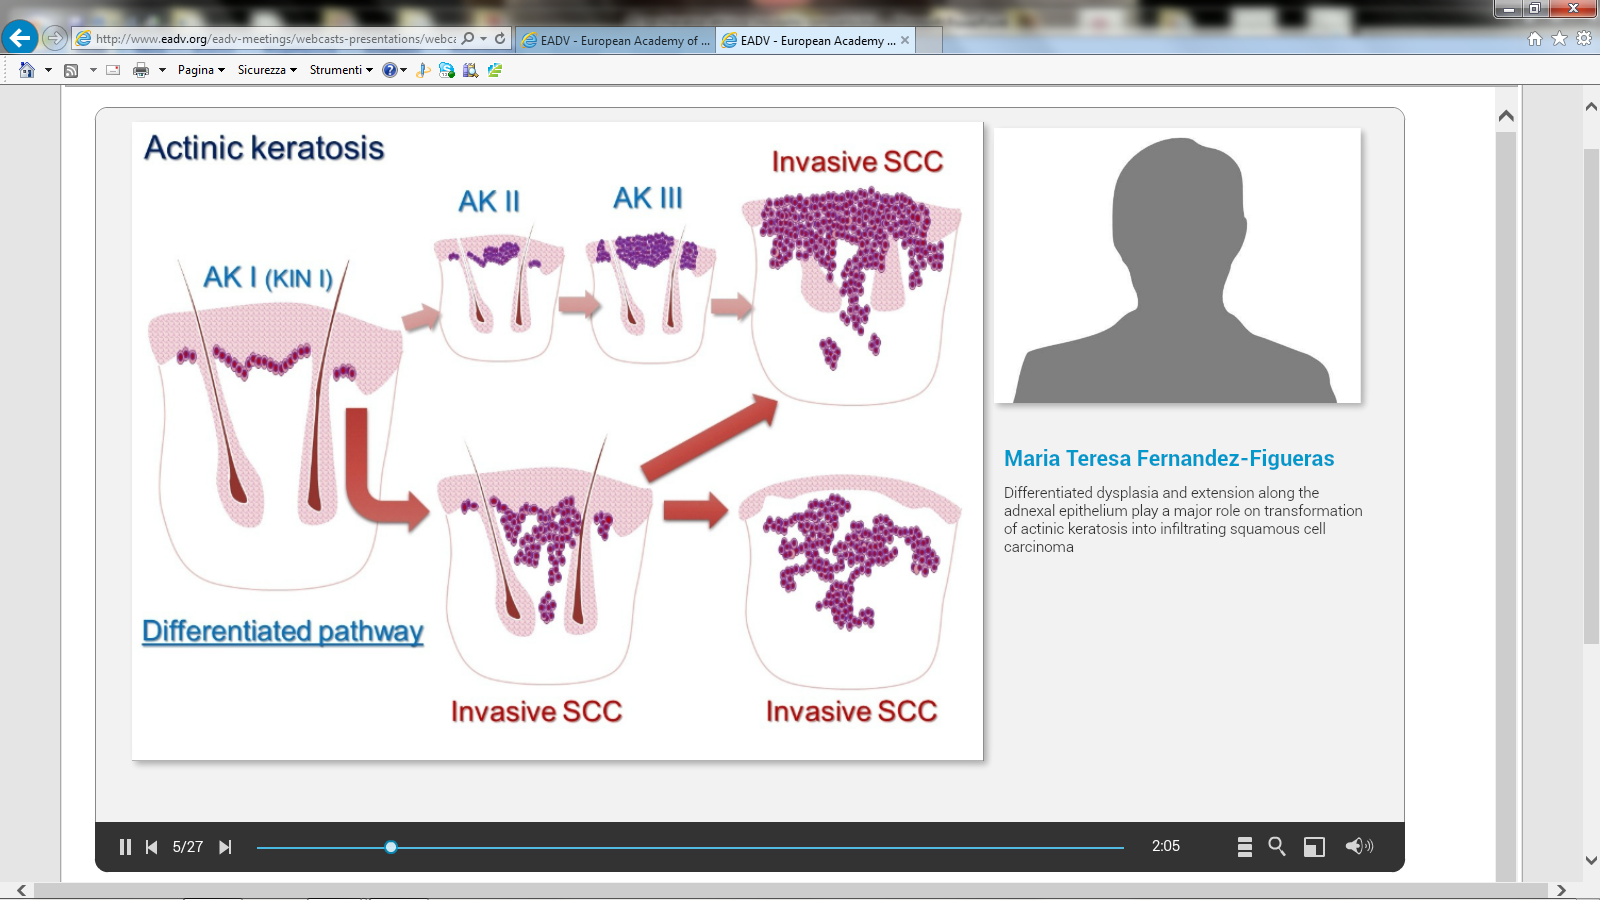 http://www.eadv.org/eadv-meetings/webcasts-presentations/webca
EADV - European Academy of ...
EADV - European Academy ...
Pagina
Sicurezza
Strumenti
Actinic keratosis
Invasive SCC
AK II
AK III
AK I (KIN I)
Differentiated pathway
Invasive SCC
Invasive SCC
Maria Teresa Fernandez-Figueras
Differentiated dysplasia and extension along the
adnexal epithelium play a major role on transformation
of actinic keratosis into infiltrating squamous cell
carcinoma
5/27
2:05